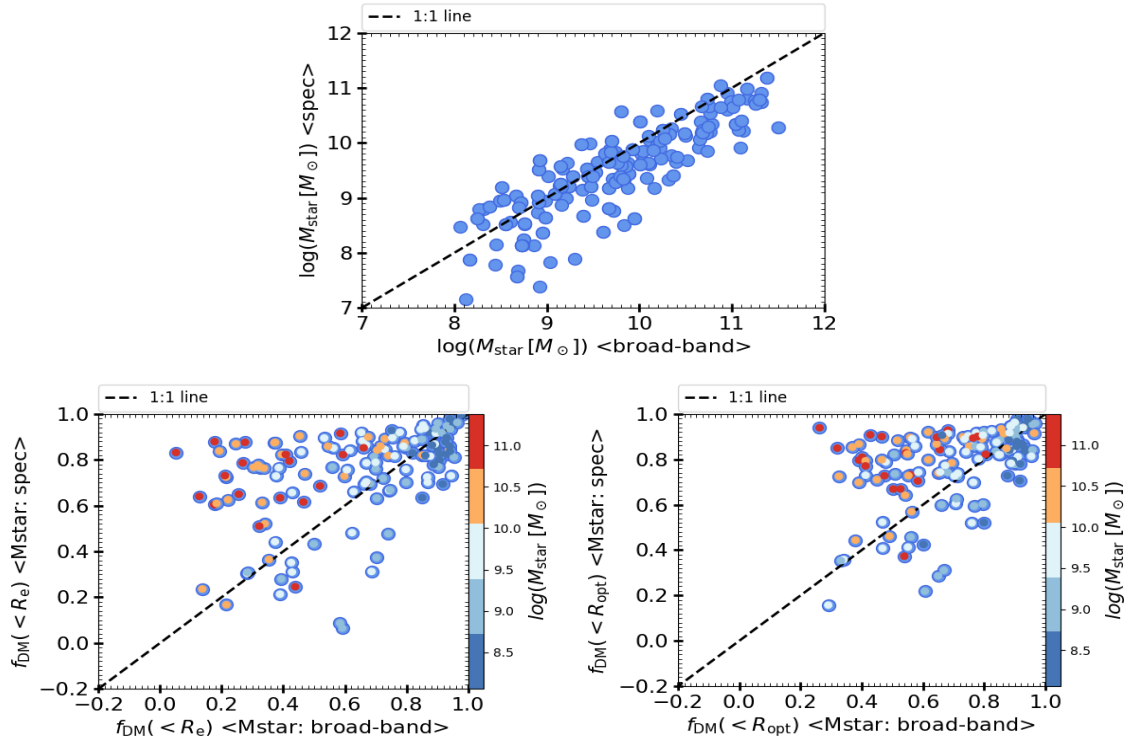 1:1 line
12
11
10
9
8
7
log(M_star [M_⊙]) <spec>
7 8 9 10 11 12
log(M_star [M_⊙]) <broad-band>
1:1 line
1.0
0.8
0.6
0.4
0.2
0.0
−0.2
f_DM(< R_e) <Mstar: spec>
−0.2 0.0 0.2 0.4 0.6 0.8 1.0
f_DM(< R_e) <Mstar: broad-band>
11.0
10.5
10.0
9.5
9.0
8.5
log(M_star [M_⊙])
1:1 line
1.0
0.8
0.6
0.4
0.2
0.0
−0.2
f_DM(< R_opt) <Mstar: spec>
−0.2 0.0 0.2 0.4 0.6 0.8 1.0
f_DM(< R_opt) <Mstar: broad-band>
11.0
10.5
10.0
9.5
9.0
8.5
log(M_star [M_⊙])